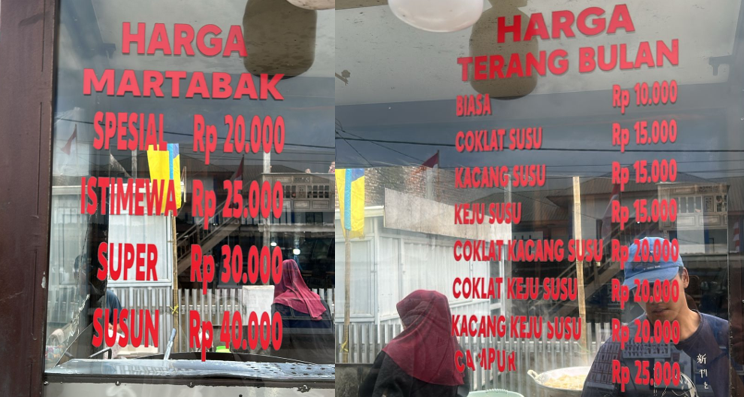 HARGA
MARTABAK
SPESIAL Rp 20.000
ISTIMEWA Rp 25.000
SUPER Rp 30.000
SUSUN Rp 40.000
HARGA
TERANG BULAN
BIASA Rp 10.000
COKLAT SUSU Rp 15.000
KACANG SUSU Rp 15.000
KEJU SUSU Rp 15.000
COKLAT KACANG SUSU Rp 20.000
COKLAT KEJU SUSU Rp 20.000
KACANG KEJU SUSU Rp 20.000
CAMPUR Rp 25.000